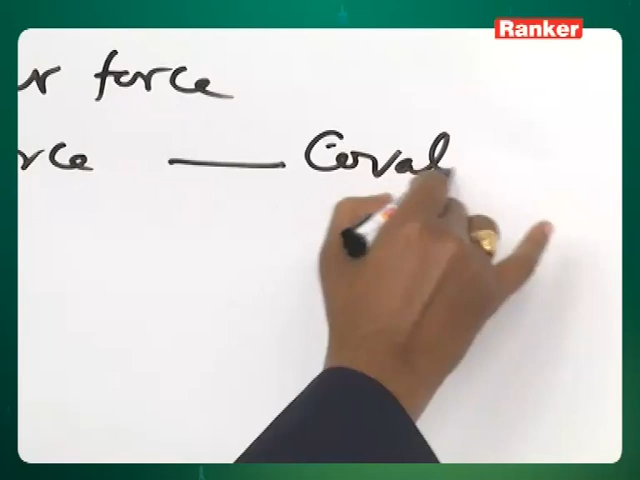 Ranker
r force
rce — Coval